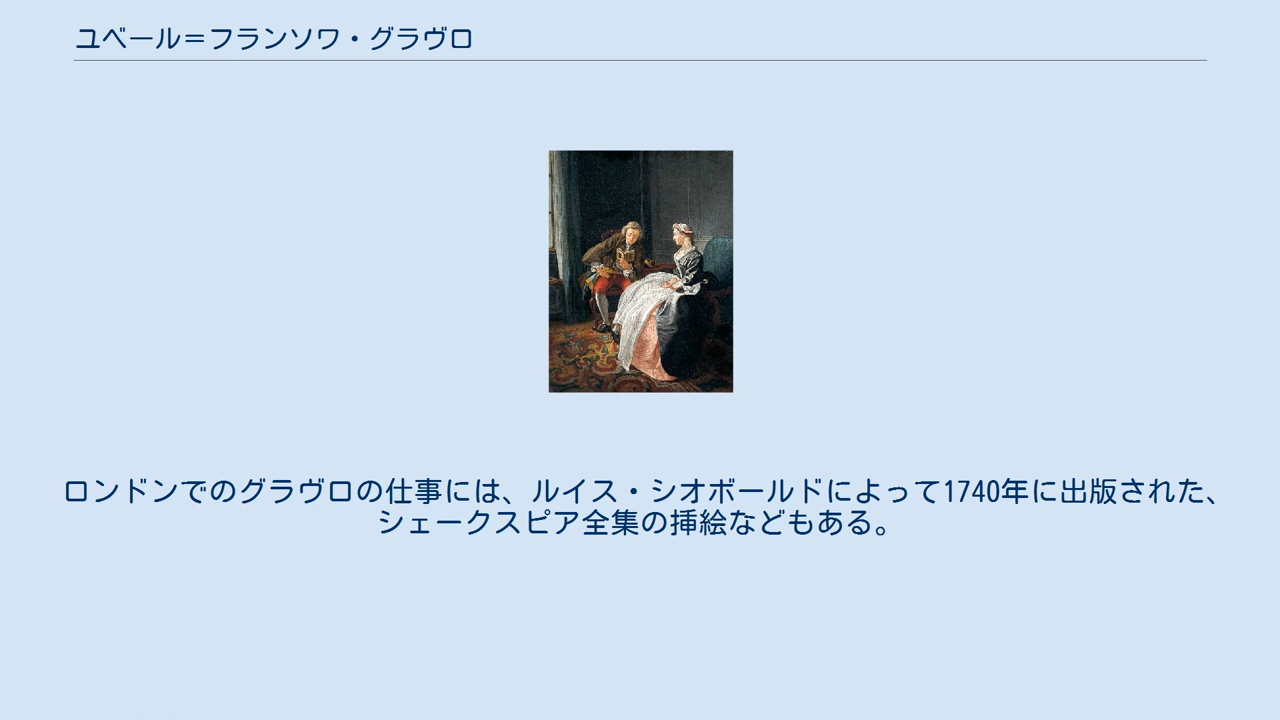 ユベール＝フランソワ・グラヴロ
ロンドンでのグラヴロの仕事には、ルイス・シオボールドによって1740年に出版された、
シェークスピア全集の挿絵などもある。